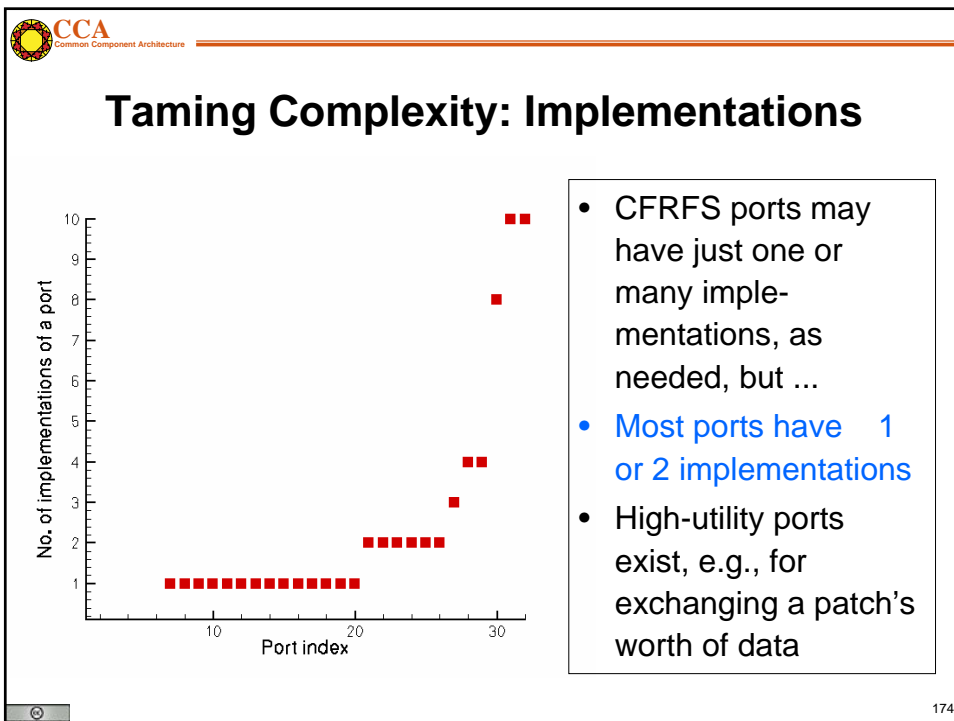 CCA
Common Component Architecture
Taming Complexity: Implementations
10
9
8
7
6
5
4
3
2
1
No. of implementations of a port
10
20
30
Port index
• CFRFS ports may
have just one or
many imple-
mentations, as
needed, but ...
• Most ports have 1
or 2 implementations
• High-utility ports
exist, e.g., for
exchanging a patch's
worth of data
cc
174